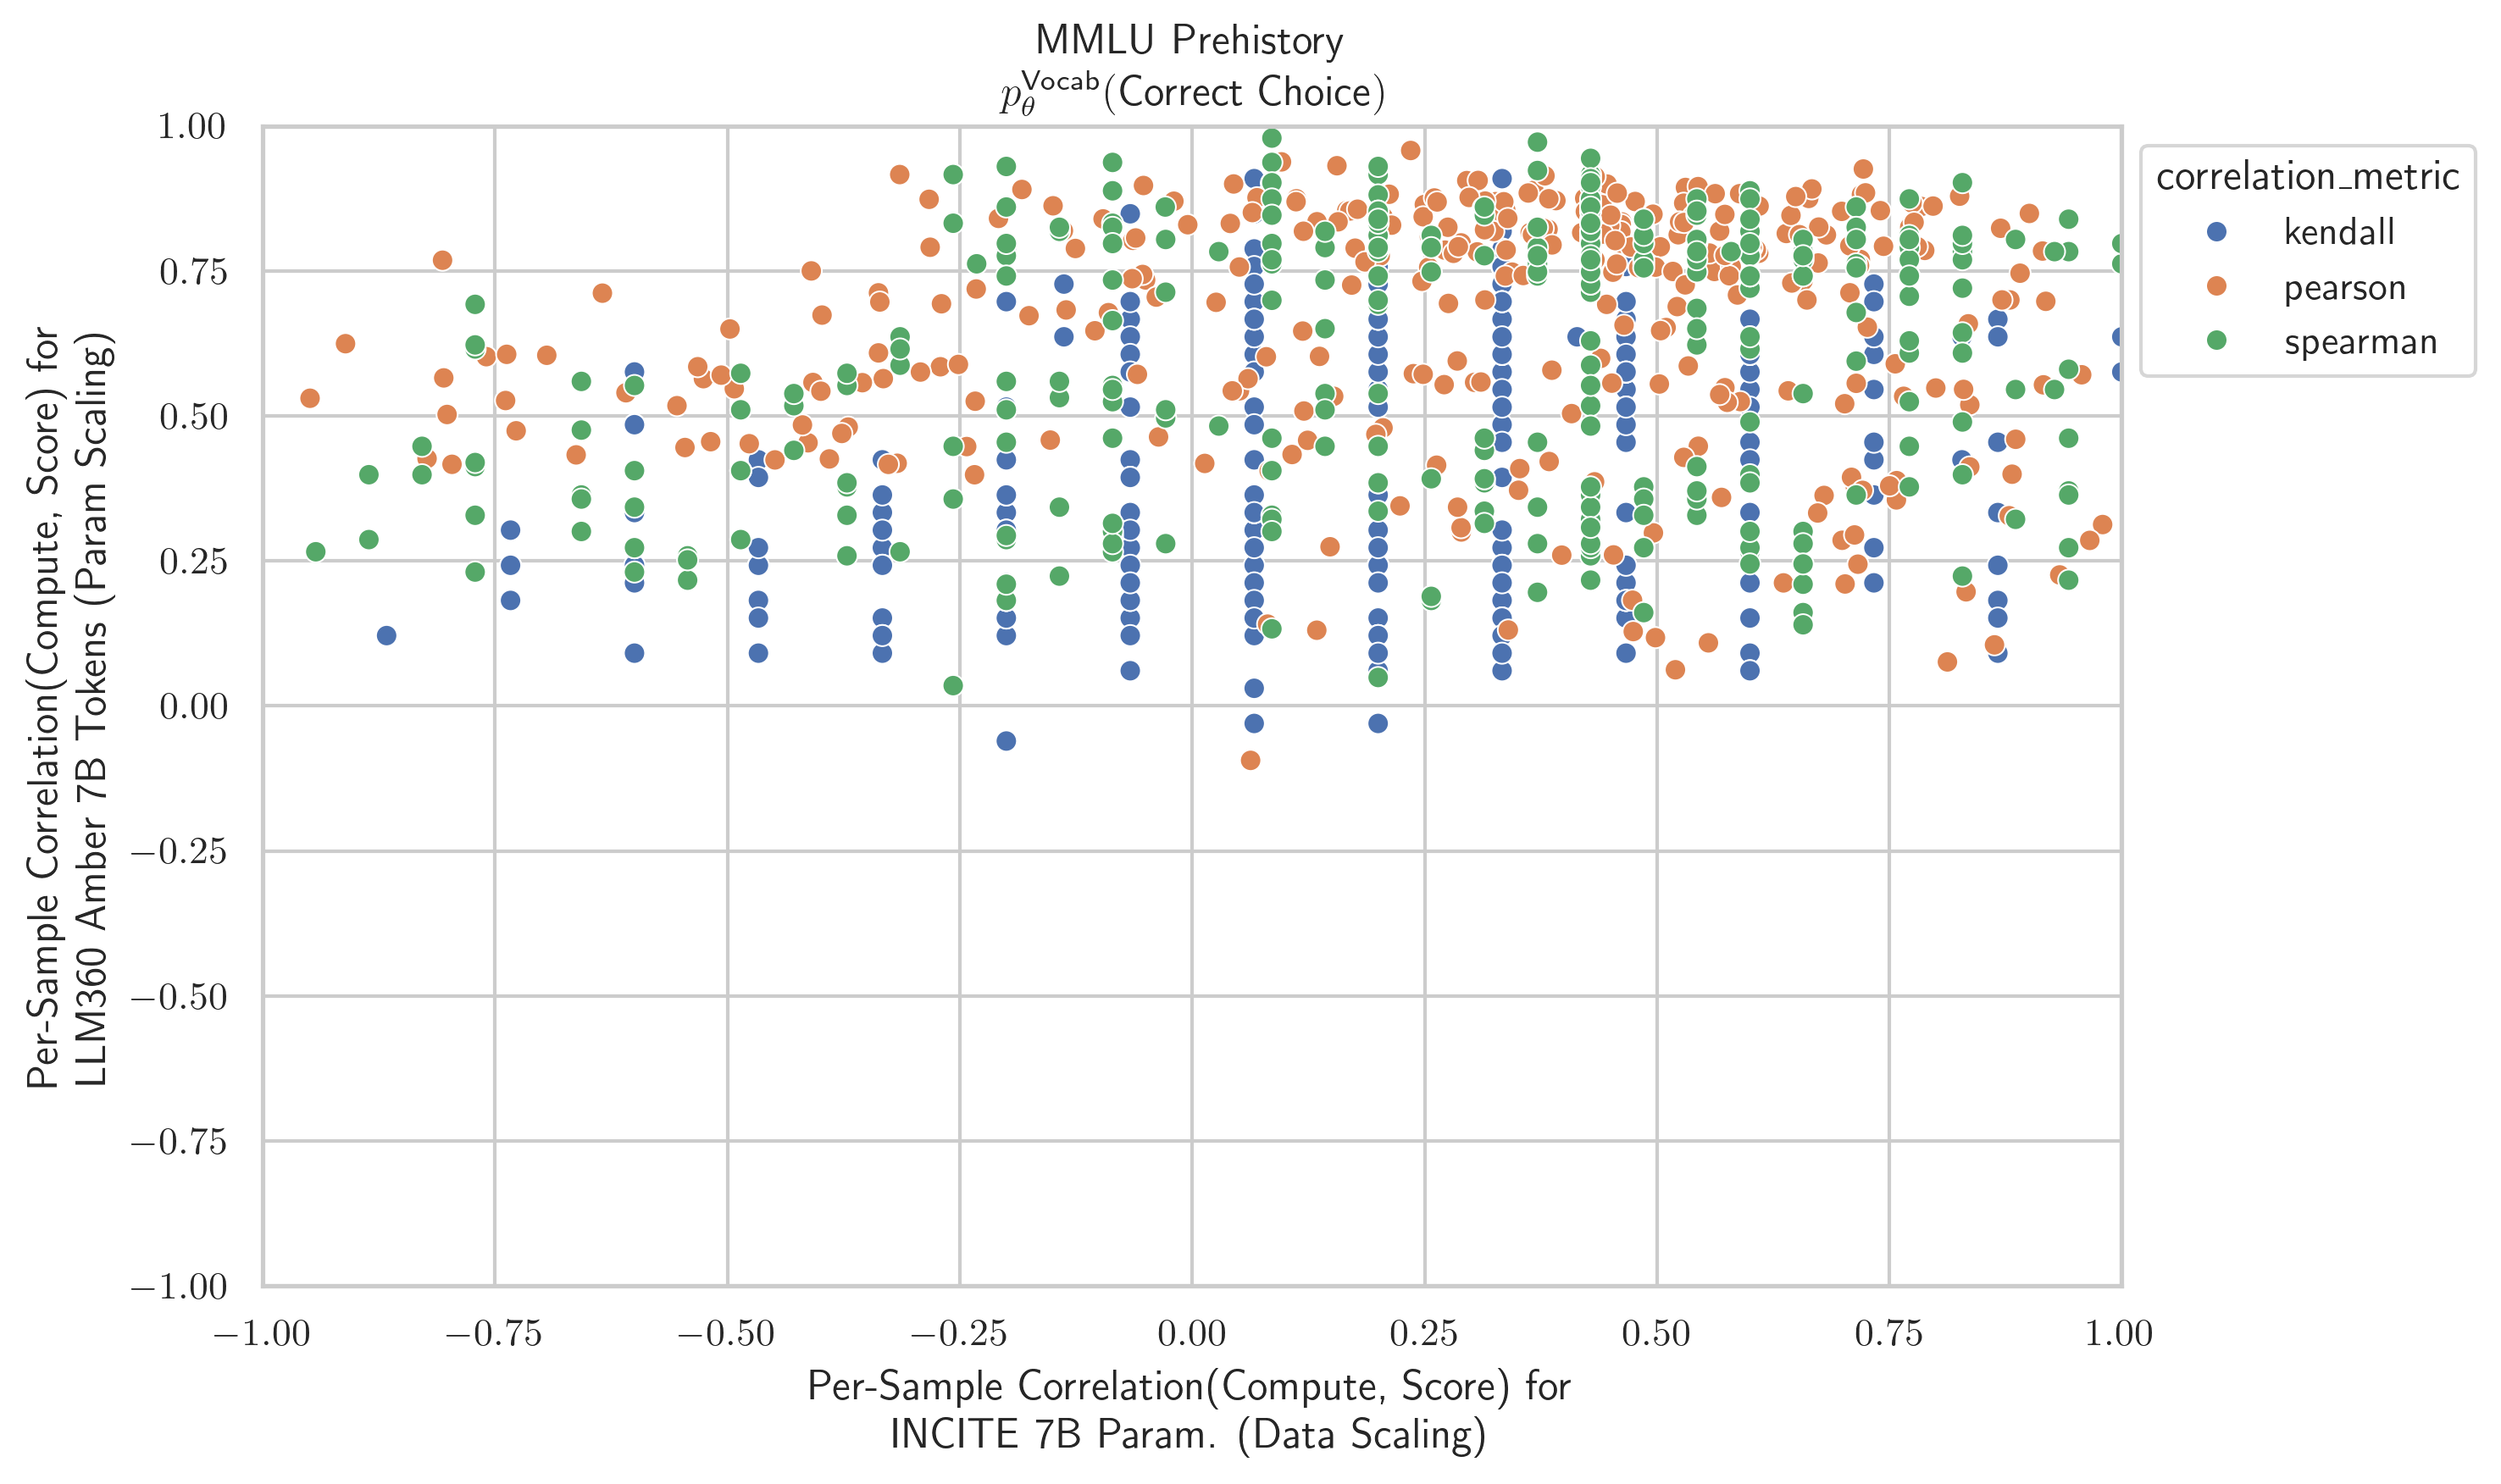 MMLU Prehistory
p_θ^Vocab(Correct Choice)
1.00
0.75
0.50
0.25
0.00
−0.25
−0.50
−0.75
−1.00
Per-Sample Correlation(Compute, Score) for
LLM360 Amber 7B Tokens (Param Scaling)
correlation_metric
kendall
pearson
spearman
−1.00 −0.75 −0.50 −0.25 0.00 0.25 0.50 0.75 1.00
Per-Sample Correlation(Compute, Score) for
INCITE 7B Param. (Data Scaling)